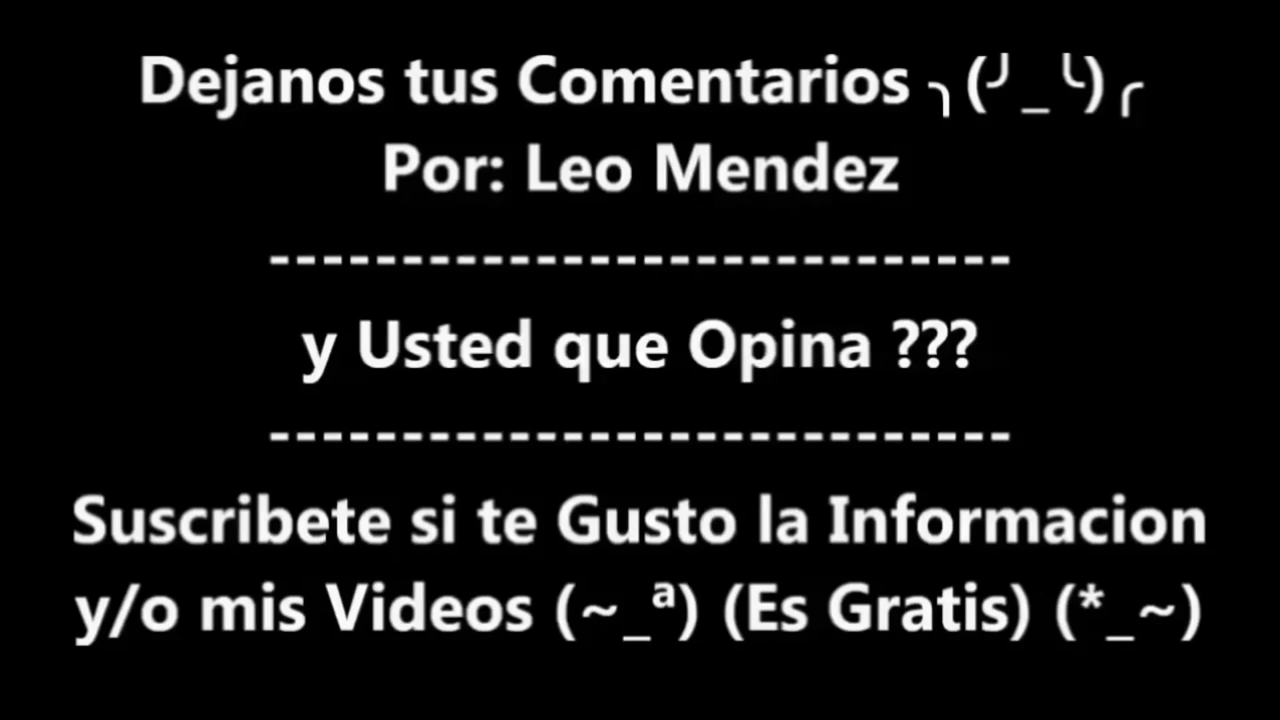 Dejanos tus Comentarios ╮(╯_╰)╭
Por: Leo Mendez
----------------------------
y Usted que Opina ???
----------------------------
Suscribete si te Gusto la Informacion
y/o mis Videos (~_ª) (Es Gratis) (*_~)